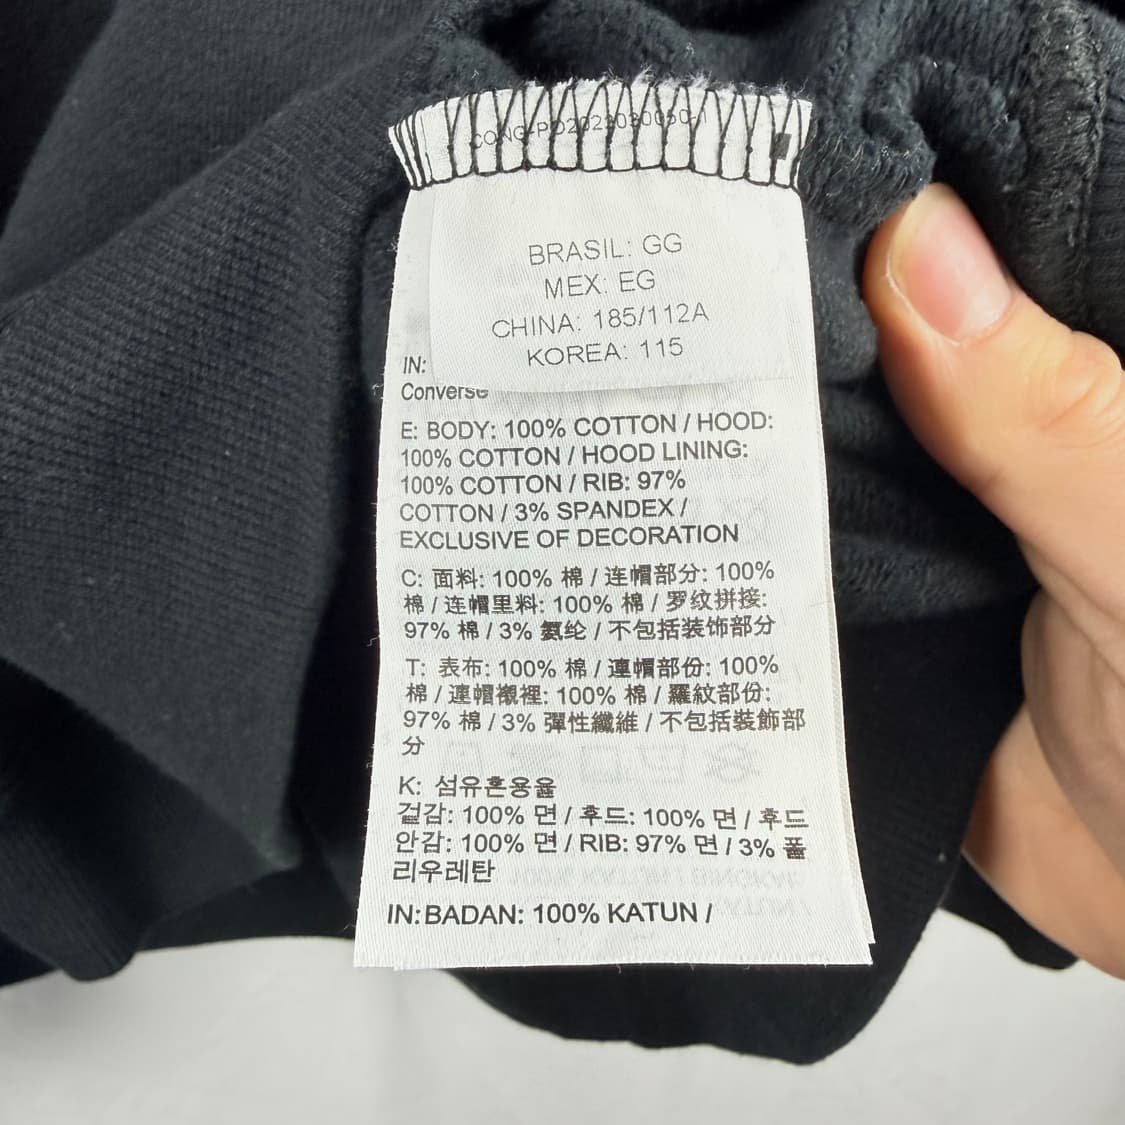 CONG-PO2023030050-1
BRASIL: GG
MEX: EG
CHINA: 185/112A
KOREA: 115
IN:
Converse
E: BODY: 100% COTTON / HOOD:
100% COTTON / HOOD LINING:
100% COTTON / RIB: 97%
COTTON / 3% SPANDEX /
EXCLUSIVE OF DECORATION
C: 面料: 100% 棉 / 连帽部分: 100%
棉 / 连帽里料: 100% 棉 / 罗纹拼接:
97% 棉 / 3% 氨纶 / 不包括装饰部分
T: 表布: 100% 棉 / 連帽部份: 100%
棉 / 連帽襯裡: 100% 棉 / 羅紋部份:
97% 棉 / 3% 彈性纖維 / 不包括裝飾部
分
K: 섬유혼용율
겉감: 100% 면 / 후드: 100% 면 / 후드
안감: 100% 면 / RIB: 97% 면 / 3% 폴
리우레탄
IN: BADAN: 100% KATUN /